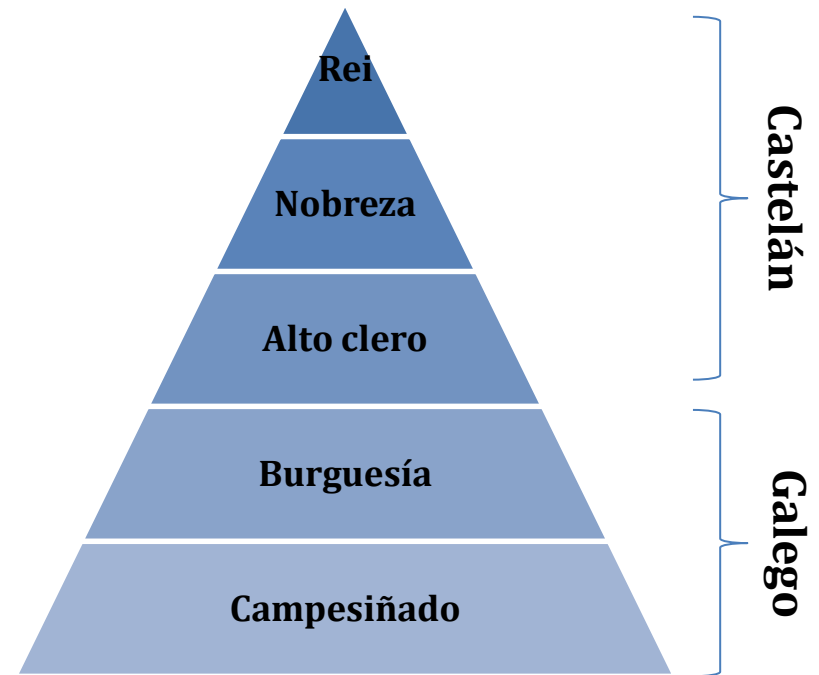 Rei
Nobreza
Alto clero
Burguesía
Campesiñado
Castelán
Galego